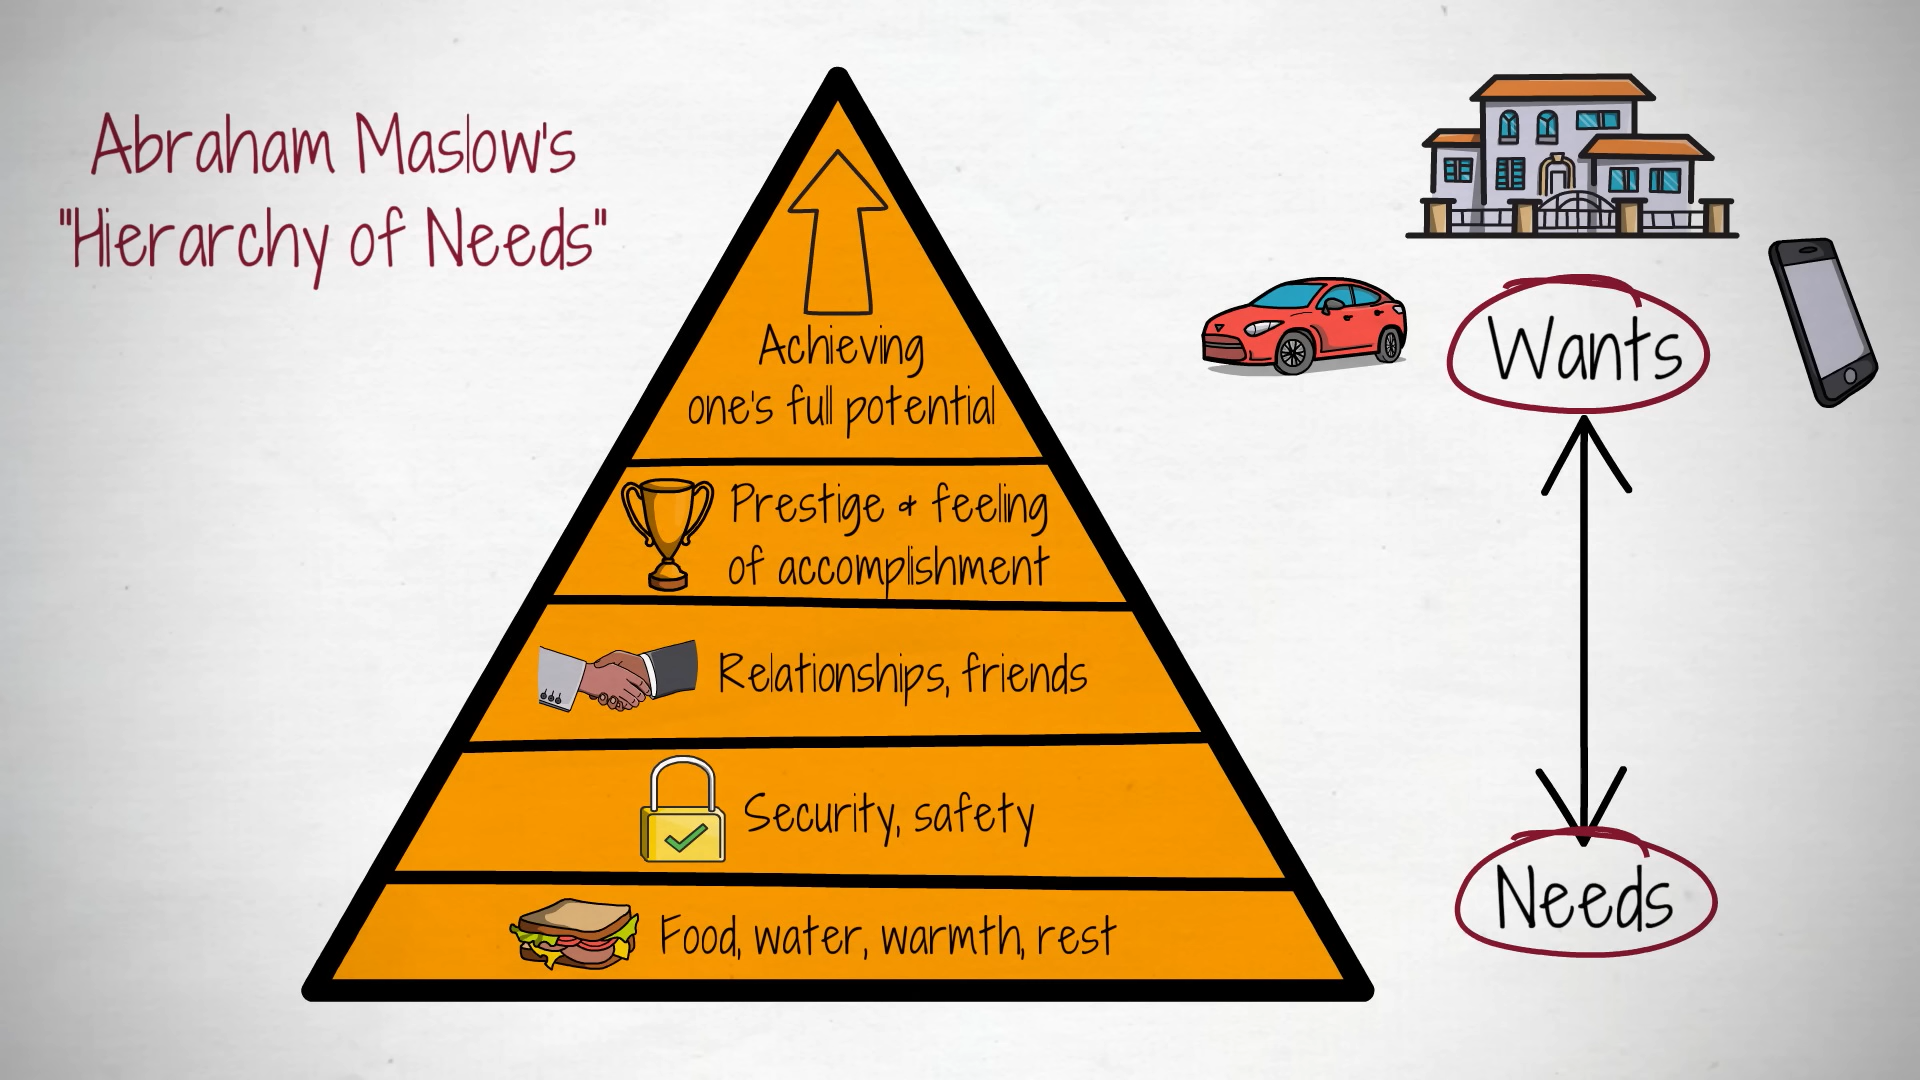 Abraham Maslow's
"Hierarchy of Needs"
Achieving
one's full potential
Prestige & feeling
of accomplishment
Relationships, friends
Security, safety
Food, water, warmth, rest
Wants
Needs